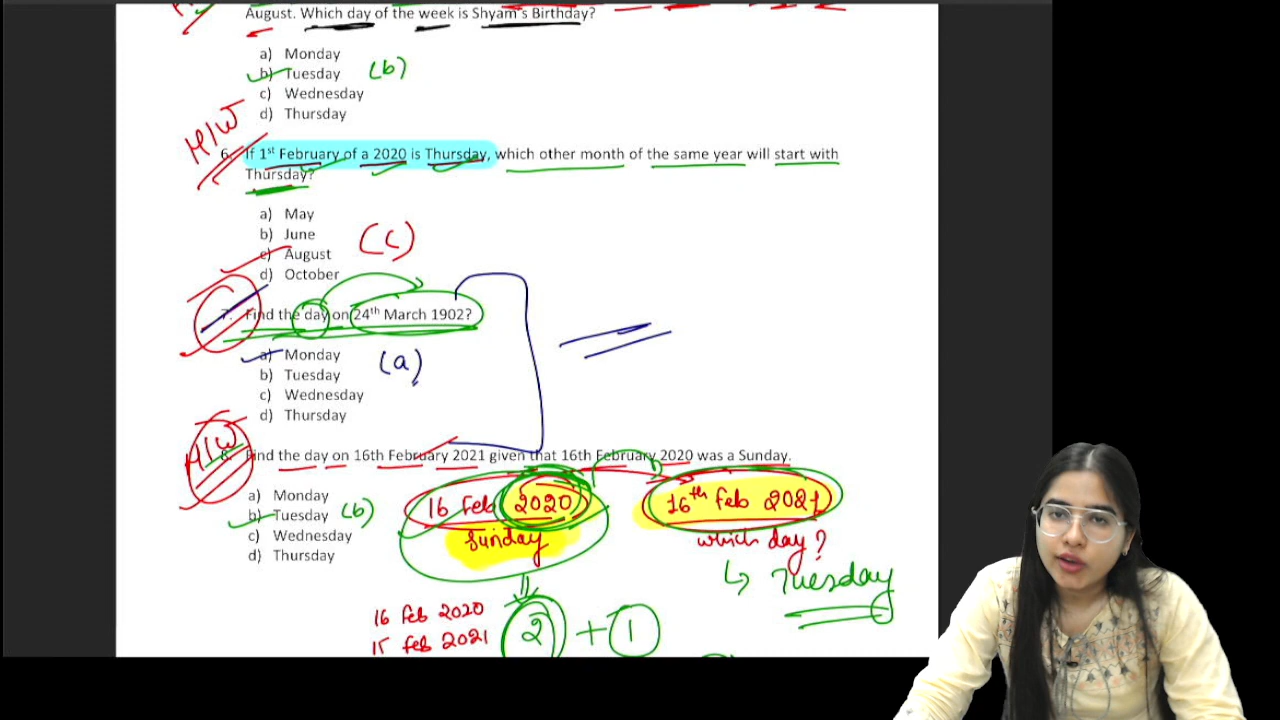 August. Which day of the week is Shyam's Birthday?
a) Monday
b) Tuesday (b)
c) Wednesday
d) Thursday
H/W
6. If 1st February of a 2020 is Thursday, which other month of the same year will start with
Thursday?
a) May
b) June
c) August (c)
d) October
7. Find the day on 24th March 1902?
a) Monday (a)
b) Tuesday
c) Wednesday
d) Thursday
H/W
8. Find the day on 16th February 2021 given that 16th February 2020 was a Sunday.
a) Monday
b) Tuesday (b)
c) Wednesday
d) Thursday
16 Feb 2020 16th Feb 2021
Sunday which day?
↳ Tuesday
16 Feb 2020
15 Feb 2021
2 + 1